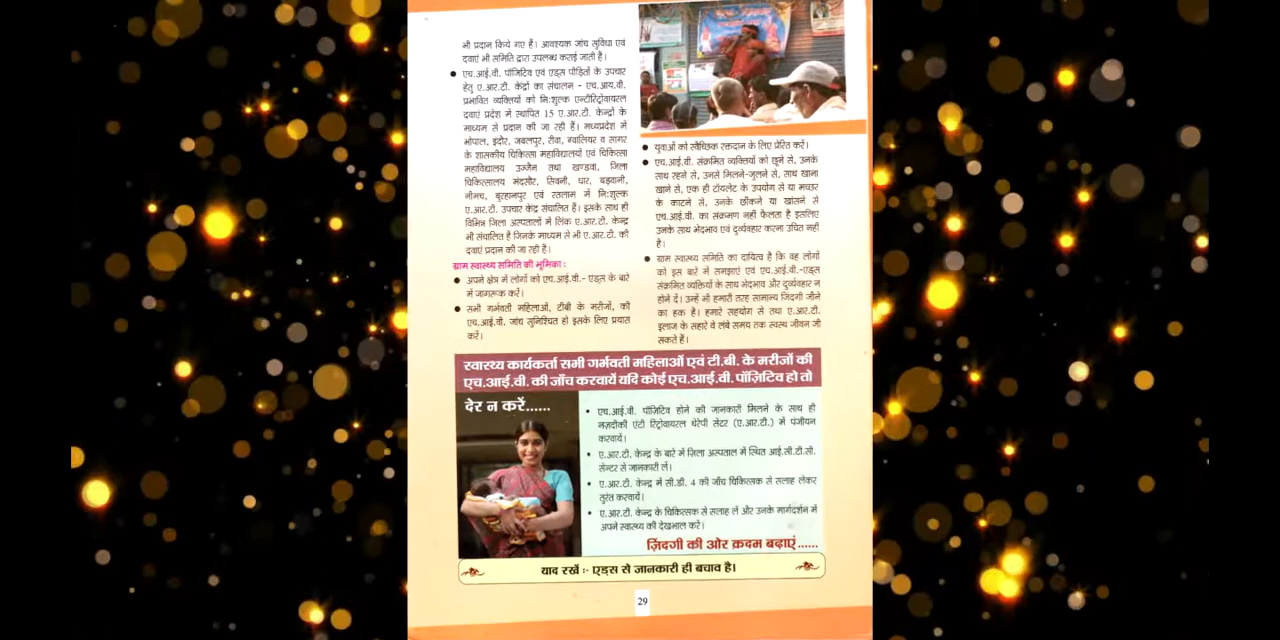 भी प्रदान किये गए हैं। आवश्यक जांच सुविधा एवं
दवाएं भी समिति द्वारा उपलब्ध कराई जाती हैं।
● एच.आई.वी. पॉजिटिव एवं एड्स पीड़ितों के उपचार
हेतु ए.आर.टी. केंद्रों का संचालन - एच.आय.वी.
प्रभावित व्यक्तियों को निःशुल्क एन्टीरिट्रोवायरल
दवाएं प्रदेश में स्थापित 15 ए.आर.टी. केन्द्रों के
माध्यम से प्रदान की जा रही हैं। मध्यप्रदेश में
भोपाल, इंदौर, जबलपुर, रीवा, ग्वालियर व सागर
के शासकीय चिकित्सा महाविद्यालयों एवं चिकित्सा
महाविद्यालय उज्जैन तथा खण्डवा, जिला
चिकित्सालय मंदसौर, सिवनी, धार, बड़वानी,
नीमच, बुरहानपुर एवं रतलाम में निःशुल्क
ए.आर.टी. उपचार केंद्र संचालित हैं। इसके साथ ही
विभिन्न जिला अस्पतालों में लिंक ए.आर.टी. केन्द्र
भी संचालित हैं जिनके माध्यम से भी ए.आर.टी. की
दवाएं प्रदान की जा रही हैं।
ग्राम स्वास्थ्य समिति की भूमिका :
● अपने क्षेत्र में लोगों को एच.आई.वी.- एड्स के बारे
में जागरूक करें।
● सभी गर्भवती महिलाओं, टीबी के मरीजों, की
एच.आई.वी. जांच सुनिश्चित हो इसके लिए प्रयास
करें।
● युवाओं को स्वैच्छिक रक्तदान के लिए प्रेरित करें।
● एच.आई.वी. संक्रमित व्यक्तियों को छूने से, उनके
साथ रहने से, उनसे मिलने-जुलने से, साथ खाना
खाने से, एक ही टॉयलेट के उपयोग से या मच्छर
के काटने से, उनके छींकने या खांसने से
एच.आई.वी. का संक्रमण नहीं फैलता है इसलिए
उनके साथ भेदभाव एवं दुर्व्यवहार करना उचित नहीं
है।
● ग्राम स्वास्थ्य समिति का दायित्व है कि वह लोगों
को इस बारे में समझाएं एवं एच.आई.वी.-एड्स
संक्रमित व्यक्तियों के साथ भेदभाव और दुर्व्यवहार न
होने दें। उन्हें भी हमारी तरह सामान्य जिंदगी जीने
का हक है। हमारे सहयोग से तथा ए.आर.टी.
इलाज के सहारे वे लंबे समय तक स्वस्थ जीवन जी
सकते हैं।
स्वास्थ्य कार्यकर्ता सभी गर्भवती महिलाओं एवं टी.बी. के मरीजों की
एच.आई.वी. की जाँच करवायें यदि कोई एच.आई.वी. पॉज़िटिव हो तो
देर न करें......
• एच.आई.वी. पॉज़िटिव होने की जानकारी मिलने के साथ ही
नज़दीकी एंटी रिट्रोवायरल थेरेपी सेंटर (ए.आर.टी.) में पंजीयन
करवायें।
• ए.आर.टी. केन्द्र के बारे में ज़िला अस्पताल में स्थित आई.सी.टी.सी.
सेन्टर से जानकारी लें।
• ए.आर.टी. केन्द्र में सी.डी. 4 की जाँच चिकित्सक से सलाह लेकर
तुरंत करवायें।
• ए.आर.टी. केन्द्र के चिकित्सक से सलाह लें और उनके मार्गदर्शन में
अपने स्वास्थ्य की देखभाल करें।
ज़िंदगी की ओर क़दम बढ़ाएं......
याद रखें :- एड्स से जानकारी ही बचाव है।
29